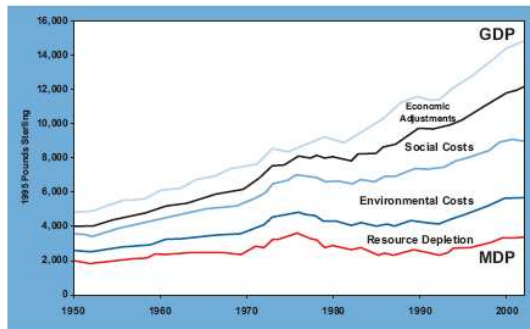 16,000
14,000
12,000
10,000
8,000
6,000
4,000
2,000
0
1995 Pounds Sterling
GDP
Economic
Adjustments
Social Costs
Environmental Costs
Resource Depletion
MDP
1950 1960 1970 1980 1990 2000